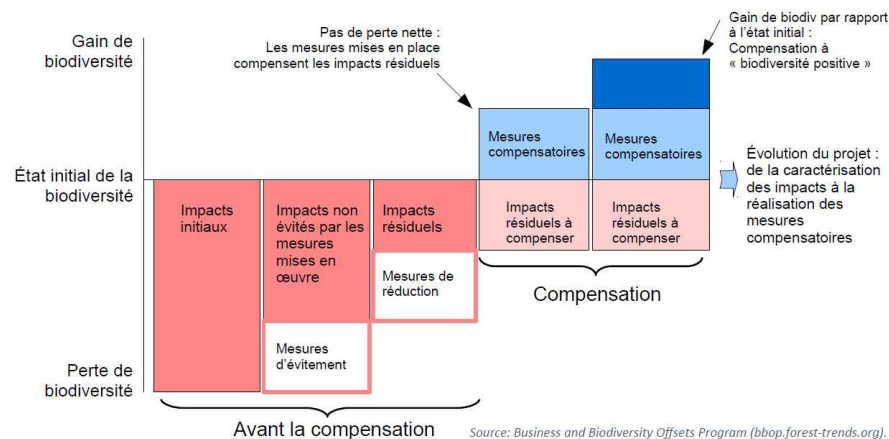 Gain de
biodiversité
Pas de perte nette :
Les mesures mises en place
compensent les impacts résiduels
Gain de biodiv par rapport
à l'état initial :
Compensation à
« biodiversité positive »
Mesures
compensatoires
Mesures
compensatoires
État initial de la
biodiversité
Évolution du projet :
de la caractérisation
des impacts à la
réalisation des
mesures
compensatoires
Impacts
initiaux
Impacts non
évités par les
mesures
mises en
œuvre
Impacts
résiduels
Impacts
résiduels à
compenser
Impacts
résiduels à
compenser
Mesures de
réduction
Compensation
Mesures
d'évitement
Perte de
biodiversité
Avant la compensation
Source: Business and Biodiversity Offsets Program (bbop.forest-trends.org).